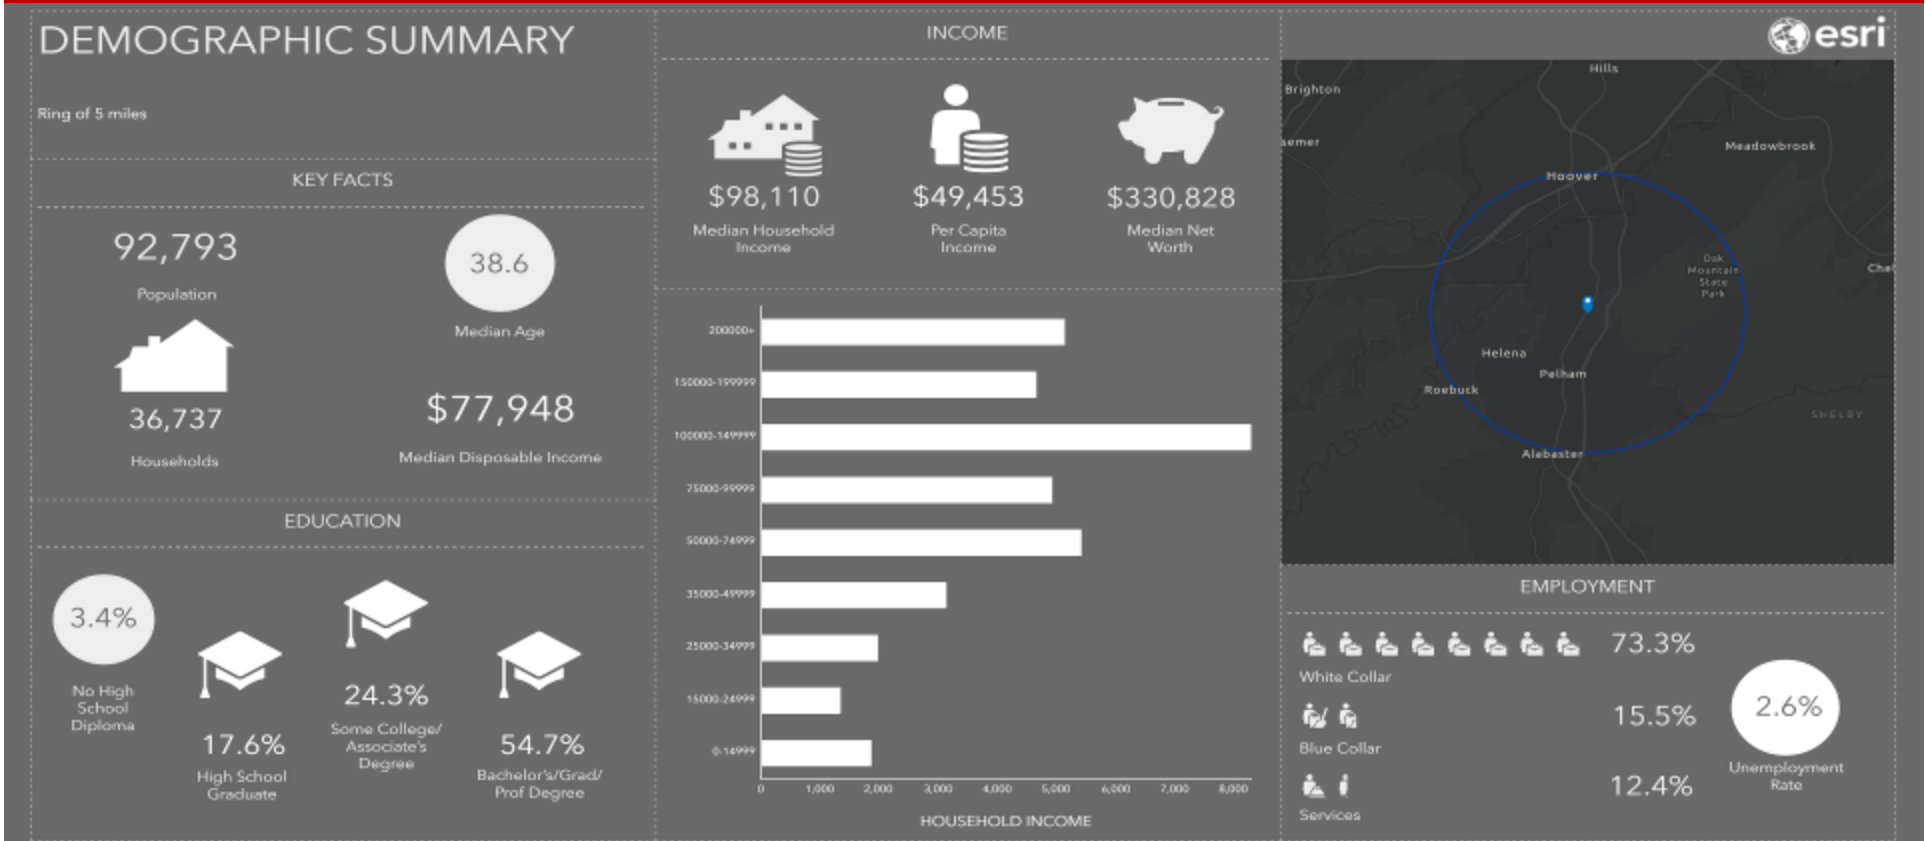 DEMOGRAPHIC SUMMARY
Ring of 5 miles
KEY FACTS
92,793
Population
38.6
Median Age
36,737
Households
$77,948
Median Disposable Income
EDUCATION
3.4%
No High
School
Diploma
17.6%
High School
Graduate
24.3%
Some College/
Associate's
Degree
54.7%
Bachelor's/Grad/
Prof Degree
INCOME
$98,110
Median Household
Income
$49,453
Per Capita
Income
$330,828
Median Net
Worth
200000+
150000-199999
100000-149999
75000-99999
50000-74999
35000-49999
25000-34999
15000-24999
0-14999
0 1,000 2,000 3,000 4,000 5,000 6,000 7,000 8,000
HOUSEHOLD INCOME
esri
Hills
Brighton
semer
Meadowbrook
Hoover
Oak
Mountain
State
Park
Chel
Helena
Pelham
Roebuck
SHELBY
Alabaster
EMPLOYMENT
73.3%
White Collar
15.5%
Blue Collar
12.4%
Services
2.6%
Unemployment
Rate